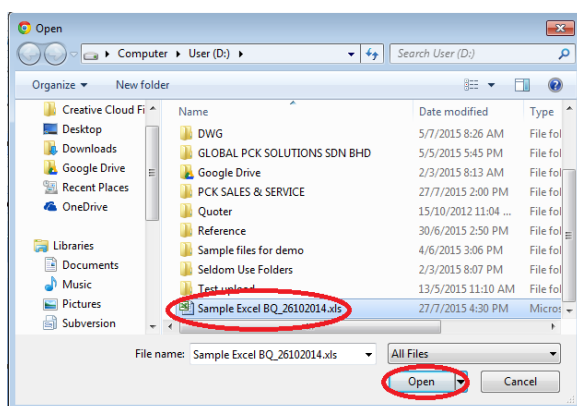 Open
Computer ▸ User (D:) ▸
Search User (D:)
Organize ▾ New folder
Creative Cloud Fi
Desktop
Downloads
Google Drive
Recent Places
OneDrive
Libraries
Documents
Music
Pictures
Subversion
Name Date modified Type
DWG 5/7/2015 8:26 AM File fol
GLOBAL PCK SOLUTIONS SDN BHD 5/5/2015 5:45 PM File fol
Google Drive 2/3/2015 8:13 AM File fol
PCK SALES & SERVICE 27/7/2015 2:00 PM File fol
Quoter 15/10/2012 11:04 ... File fol
Reference 30/6/2015 2:50 PM File fol
Sample files for demo 4/6/2015 3:06 PM File fol
Seldom Use Folders 2/3/2015 8:07 PM File fol
Test upload 13/5/2015 11:10 AM File fol
Sample Excel BQ_26102014.xls 27/7/2015 4:30 PM Micros
File name: Sample Excel BQ_26102014.xls All Files
Open Cancel